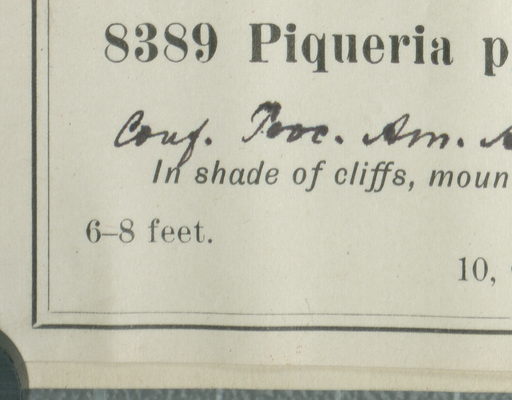 8389 Piqueria p
Conf. Proc. Am. A
In shade of cliffs, moun
6–8 feet.
10,